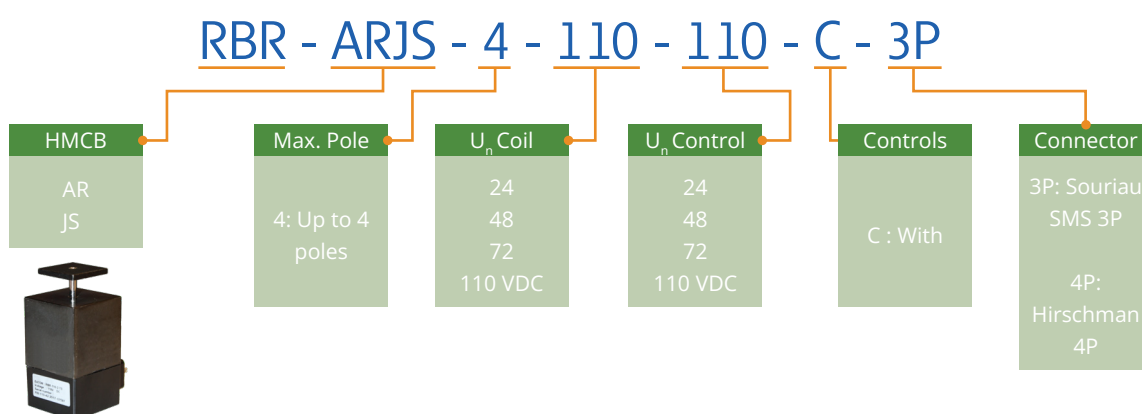 RBR - ARJS - 4 - 110 - 110 - C - 3P
HMCB
AR
JS
Max. Pole
4: Up to 4
poles
Un Coil
24
48
72
110 VDC
Un Control
24
48
72
110 VDC
Controls
C : With
Connector
3P: Souriau
SMS 3P
4P:
Hirschman
4P